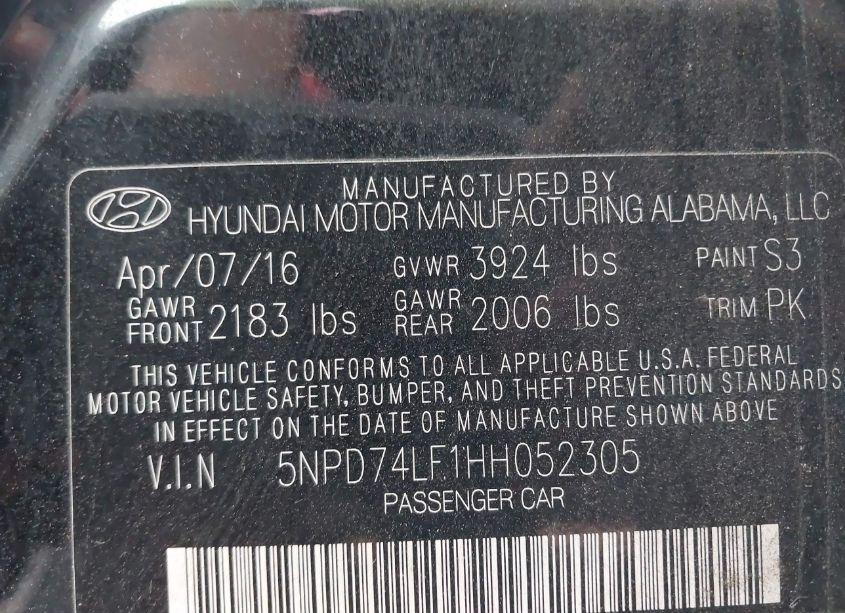 MANUFACTURED BY
HYUNDAI MOTOR MANUFACTURING ALABAMA, LLC
Apr/07/16 GVWR 3924 lbs PAINT S3
GAWR FRONT 2183 lbs GAWR REAR 2006 lbs TRIM PK
THIS VEHICLE CONFORMS TO ALL APPLICABLE U.S.A. FEDERAL
MOTOR VEHICLE SAFETY, BUMPER, AND THEFT PREVENTION STANDARDS
IN EFFECT ON THE DATE OF MANUFACTURE SHOWN ABOVE
V.I.N 5NPD74LF1HH052305
PASSENGER CAR